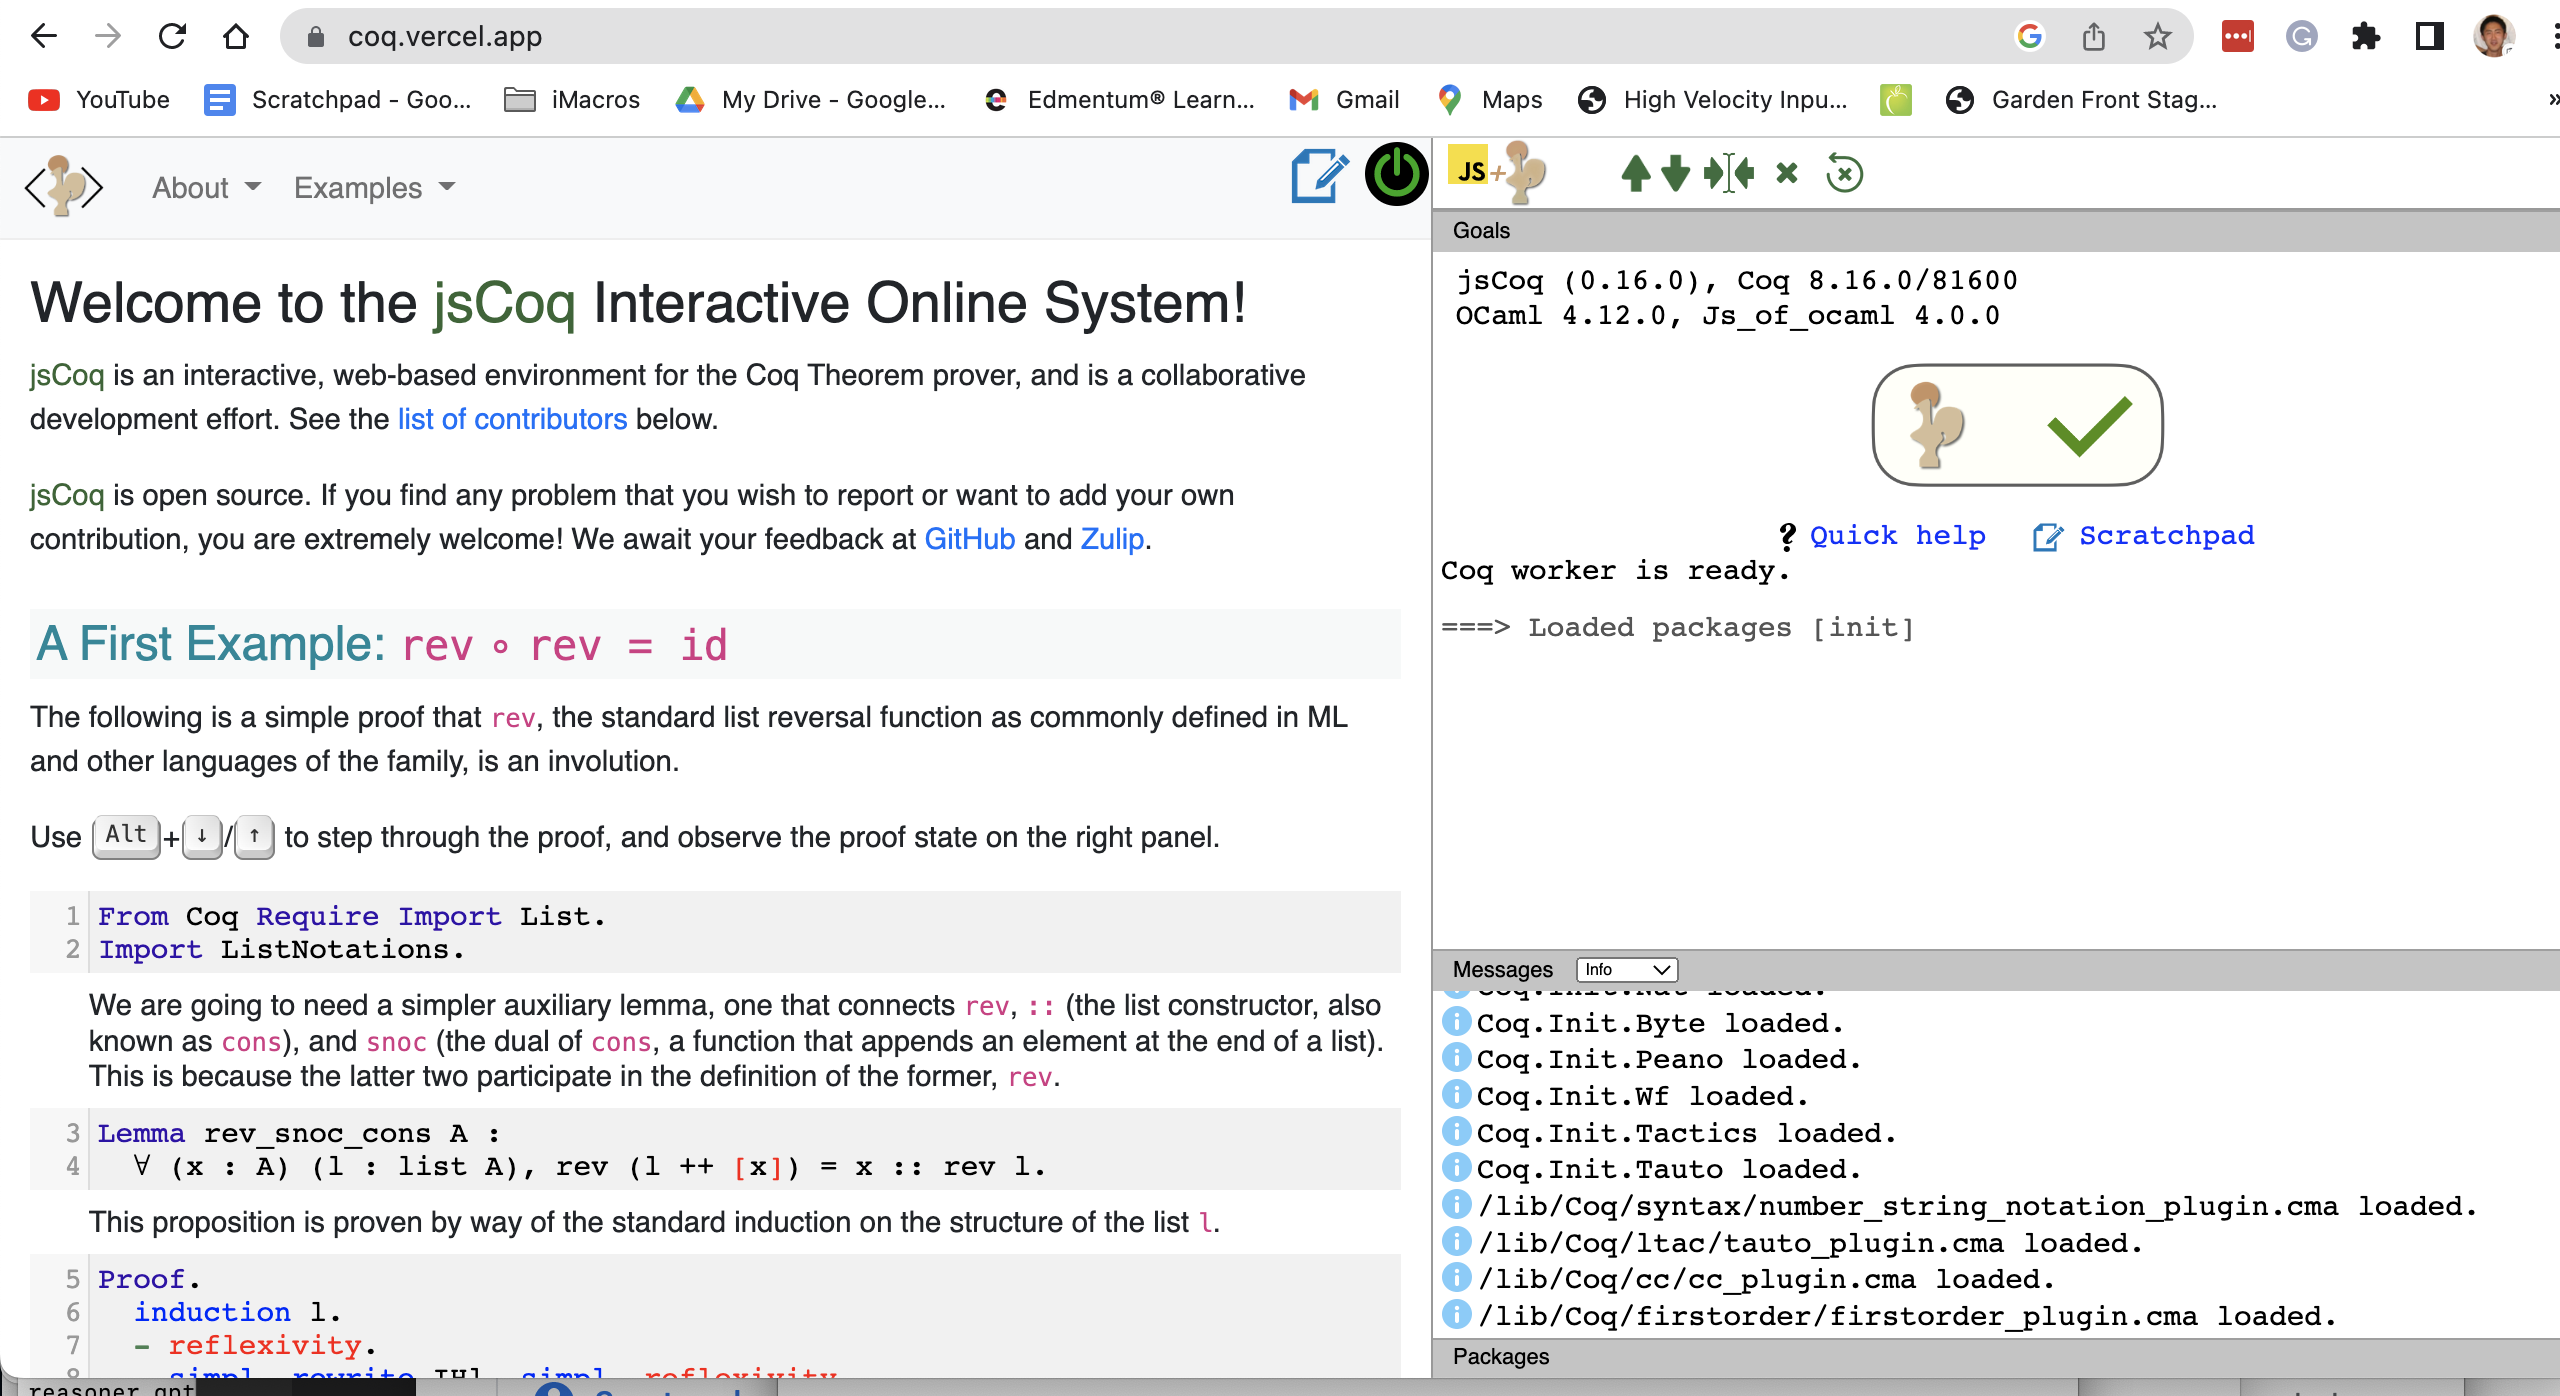 coq.vercel.app
YouTube
Scratchpad - Goo...
iMacros
My Drive - Google...
Edmentum® Learn...
Gmail
Maps
High Velocity Inpu...
Garden Front Stag...
»
About
Examples
Welcome to the jsCoq Interactive Online System!
jsCoq is an interactive, web-based environment for the Coq Theorem prover, and is a collaborative
development effort. See the list of contributors below.
jsCoq is open source. If you find any problem that you wish to report or want to add your own
contribution, you are extremely welcome! We await your feedback at GitHub and Zulip.
A First Example: rev ∘ rev = id
The following is a simple proof that rev, the standard list reversal function as commonly defined in ML
and other languages of the family, is an involution.
Use Alt+↓/↑ to step through the proof, and observe the proof state on the right panel.
1 From Coq Require Import List.
2 Import ListNotations.
We are going to need a simpler auxiliary lemma, one that connects rev, :: (the list constructor, also
known as cons), and snoc (the dual of cons, a function that appends an element at the end of a list).
This is because the latter two participate in the definition of the former, rev.
3 Lemma rev_snoc_cons A :
4 ∀ (x : A) (l : list A), rev (l ++ [x]) = x :: rev l.
This proposition is proven by way of the standard induction on the structure of the list l.
5 Proof.
6 induction l.
7 - reflexivity.
8 simpl. rewrite IHl. simpl. reflexivity.
JS+
Goals
jsCoq (0.16.0), Coq 8.16.0/81600
OCaml 4.12.0, Js_of_ocaml 4.0.0
? Quick help
Scratchpad
Coq worker is ready.
===> Loaded packages [init]
Messages
Info
Coq.Init.Nat loaded.
Coq.Init.Byte loaded.
Coq.Init.Peano loaded.
Coq.Init.Wf loaded.
Coq.Init.Tactics loaded.
Coq.Init.Tauto loaded.
/lib/Coq/syntax/number_string_notation_plugin.cma loaded.
/lib/Coq/ltac/tauto_plugin.cma loaded.
/lib/Coq/cc/cc_plugin.cma loaded.
/lib/Coq/firstorder/firstorder_plugin.cma loaded.
Packages
reasoner gpt